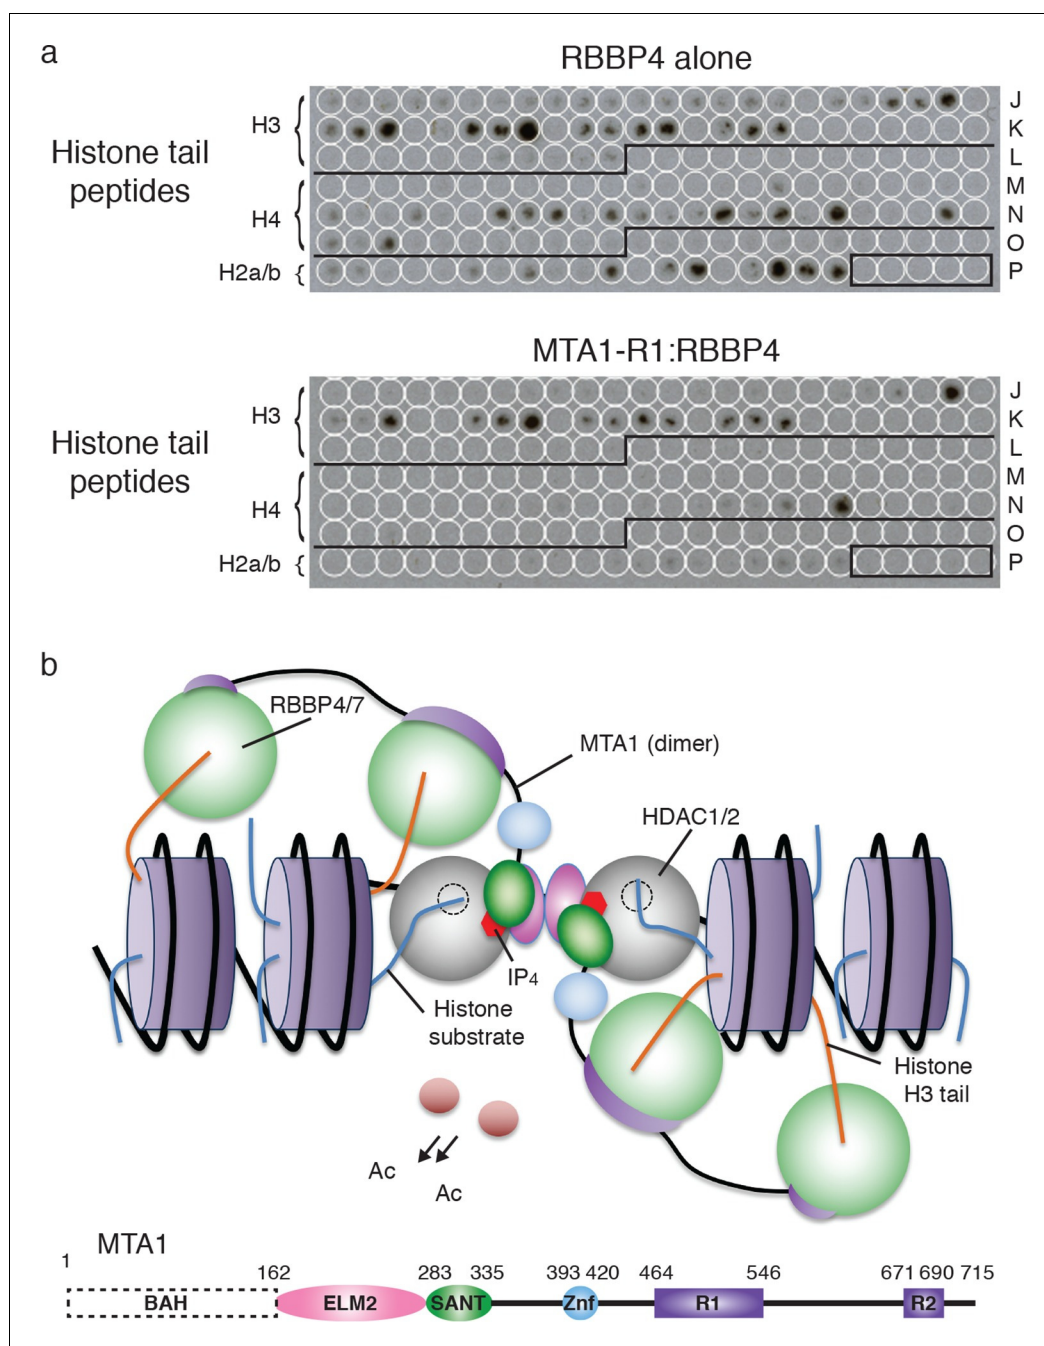 a
RBBP4 alone
Histone tail
peptides
H3
H4
H2a/b
J
K
L
M
N
O
P
MTA1-R1:RBBP4
Histone tail
peptides
H3
H4
H2a/b
J
K
L
M
N
O
P
b
RBBP4/7
MTA1 (dimer)
HDAC1/2
IP4
Histone
substrate
Histone
H3 tail
Ac
Ac
MTA1
1 162 283 335 393 420 464 546 671 690 715
BAH ELM2 SANT Znf R1 R2